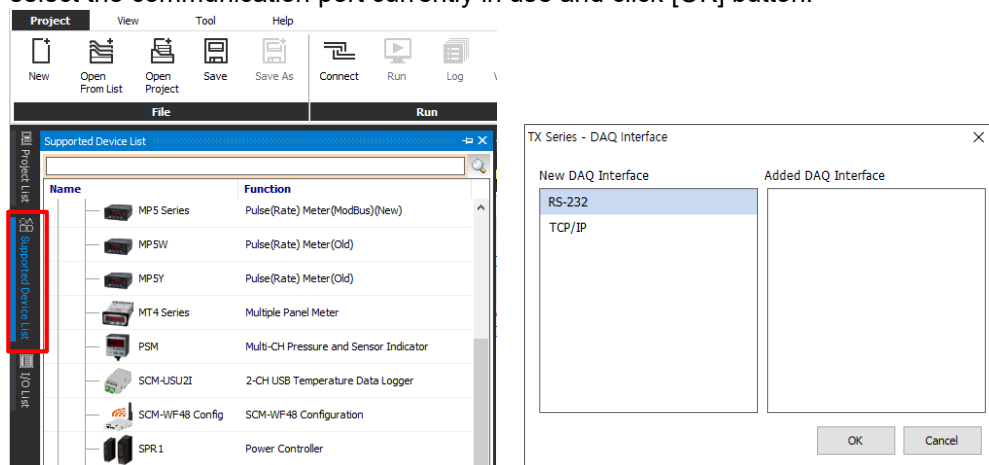 select the communication port currently in use and click [OK] button.
Project View Tool Help
New Open From List Open Project Save Save As Connect Run Log
File Run
Project List
Supported Device List
I/O List
Supported Device List
Name Function
MP5 Series Pulse(Rate) Meter(ModBus)(New)
MP5W Pulse(Rate) Meter(Old)
MP5Y Pulse(Rate) Meter(Old)
MT4 Series Multiple Panel Meter
PSM Multi-CH Pressure and Sensor Indicator
SCM-USU2I 2-CH USB Temperature Data Logger
SCM-WF48 Config SCM-WF48 Configuration
SPR1 Power Controller
TX Series - DAQ Interface
New DAQ Interface Added DAQ Interface
RS-232
TCP/IP
OK Cancel